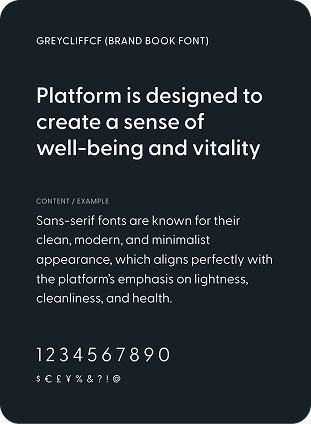 GREYCLIFFCF (BRAND BOOK FONT)
Platform is designed to
create a sense of
well-being and vitality
CONTENT / EXAMPLE
Sans-serif fonts are known for their
clean, modern, and minimalist
appearance, which aligns perfectly with
the platform's emphasis on lightness,
cleanliness, and health.
1 2 3 4 5 6 7 8 9 0
$ € £ ¥ % & ? ! @